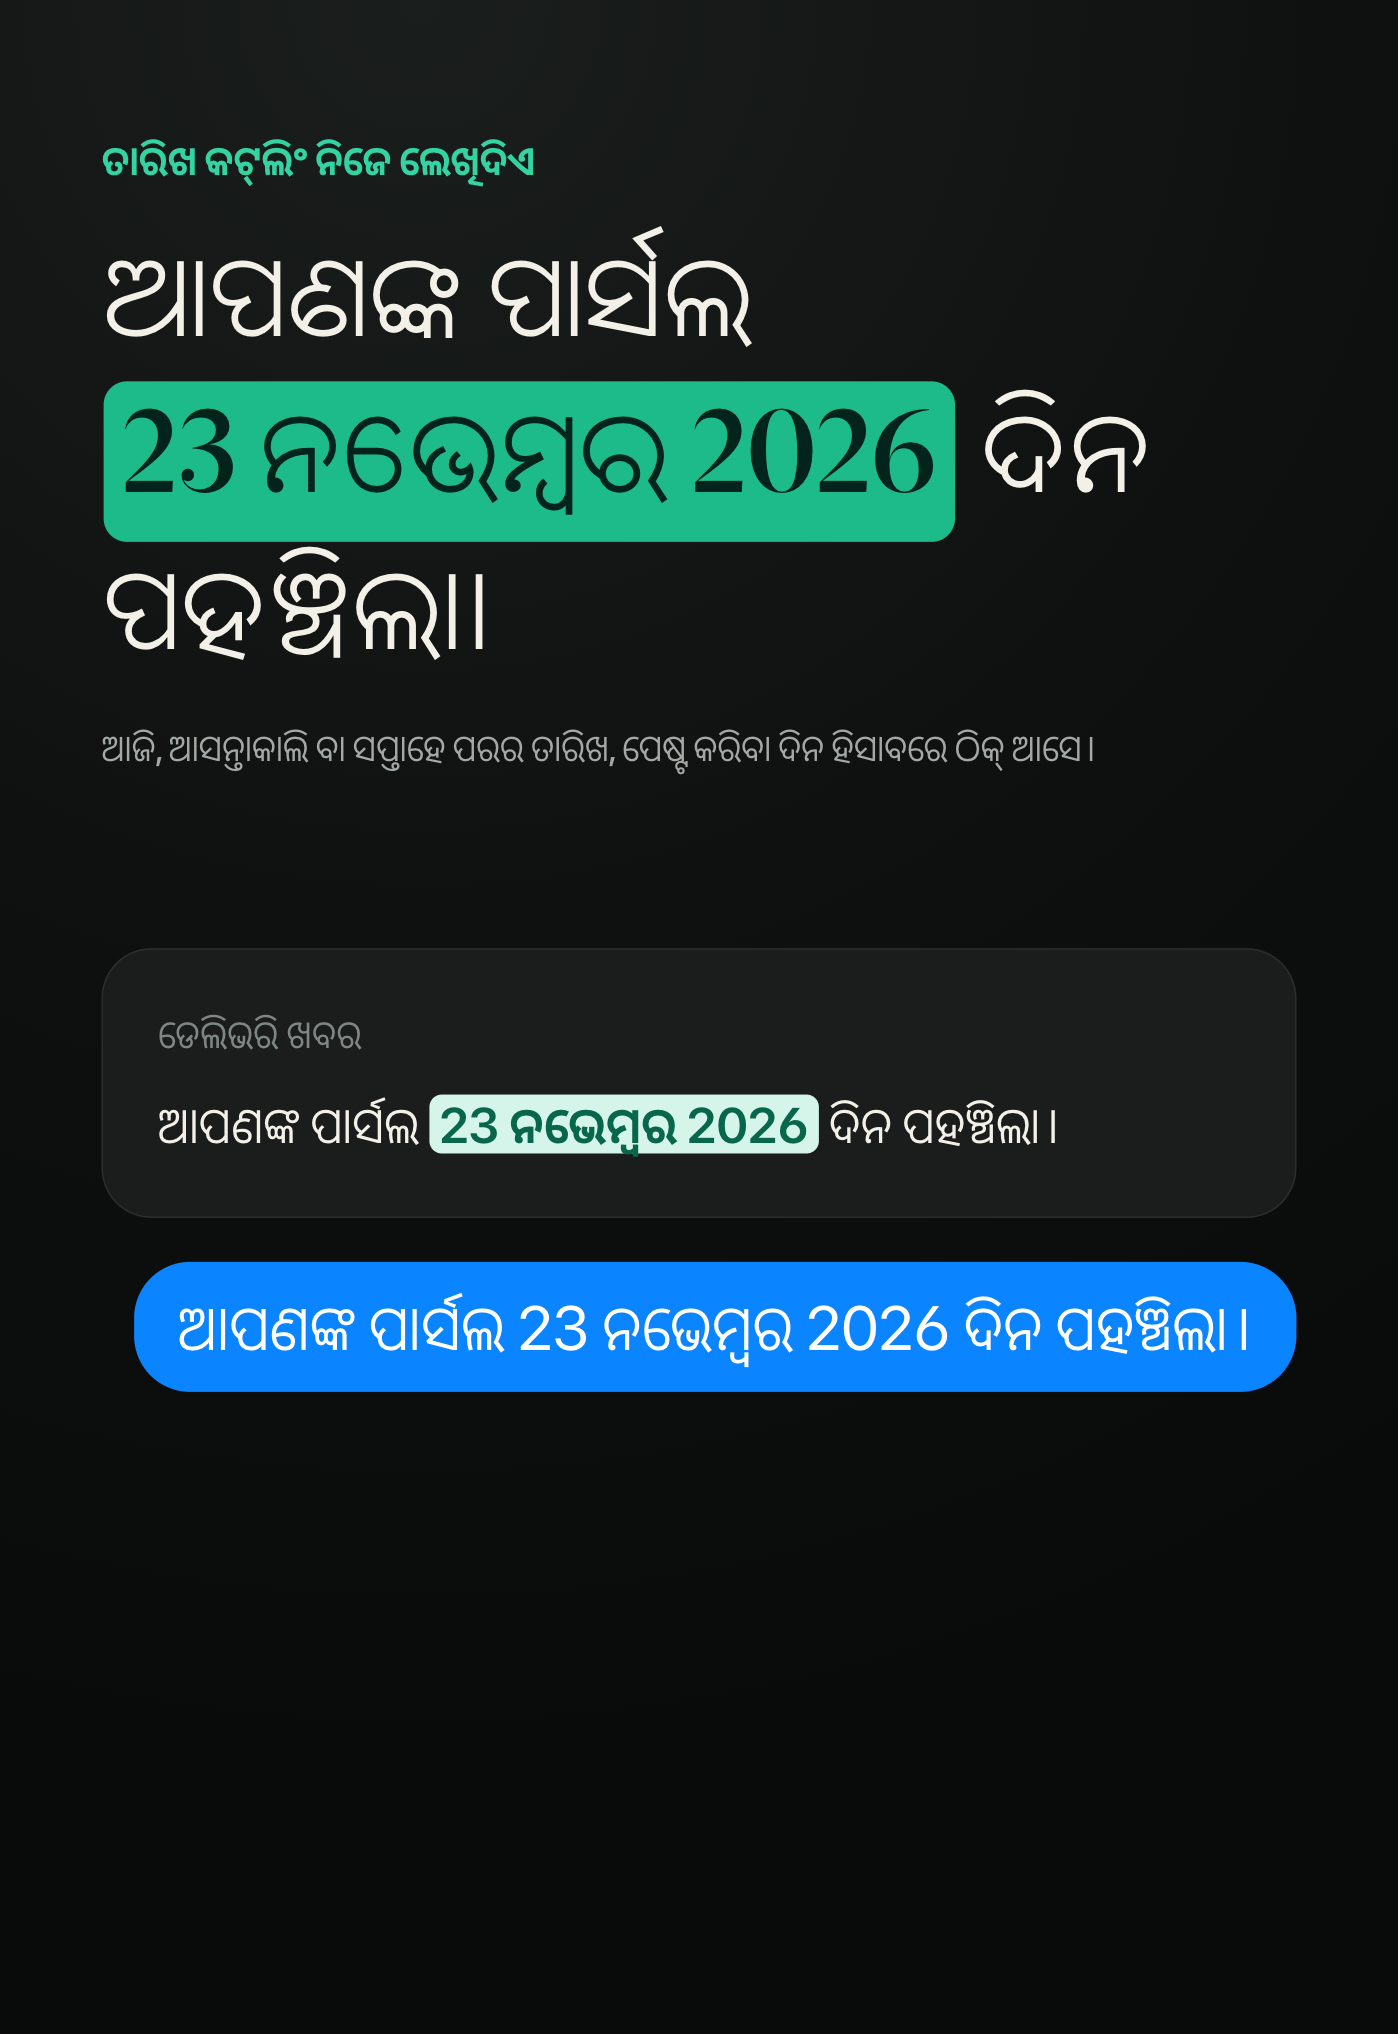 ତାରିଖ କଟ୍‌ଲିଂ ନିଜେ ଲେଖିଦିଏ
ଆପଣଙ୍କ ପାର୍ସଲ
23 ନଭେମ୍ବର 2026 ଦିନ
ପହଞ୍ଚିଲା।
ଆଜି, ଆସନ୍ତାକାଲି ବା ସପ୍ତାହେ ପରର ତାରିଖ, ପେଷ୍ଟ କରିବା ଦିନ ହିସାବରେ ଠିକ୍ ଆସେ।
ଡେଲିଭରି ଖବର
ଆପଣଙ୍କ ପାର୍ସଲ 23 ନଭେମ୍ବର 2026 ଦିନ ପହଞ୍ଚିଲା।
ଆପଣଙ୍କ ପାର୍ସଲ 23 ନଭେମ୍ବର 2026 ଦିନ ପହଞ୍ଚିଲା।